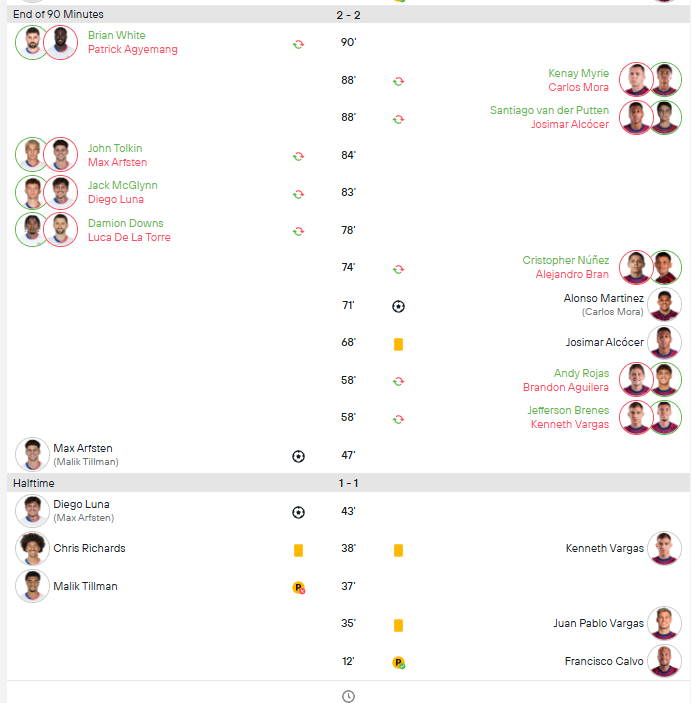 End of 90 Minutes 2 - 2
Brian White
Patrick Agyemang
90'
88'
Kenay Myrie
Carlos Mora
88'
Santiago van der Putten
Josimar Alcócer
John Tolkin
Max Arfsten
84'
Jack McGlynn
Diego Luna
83'
Damion Downs
Luca De La Torre
78'
74'
Cristopher Núñez
Alejandro Bran
71'
Alonso Martinez
(Carlos Mora)
68'
Josimar Alcócer
58'
Andy Rojas
Brandon Aguilera
58'
Jefferson Brenes
Kenneth Vargas
Max Arfsten
(Malik Tillman)
47'
Halftime 1 - 1
Diego Luna
(Max Arfsten)
43'
Chris Richards 38' Kenneth Vargas
Malik Tillman P 37'
35' Juan Pablo Vargas
12' P Francisco Calvo